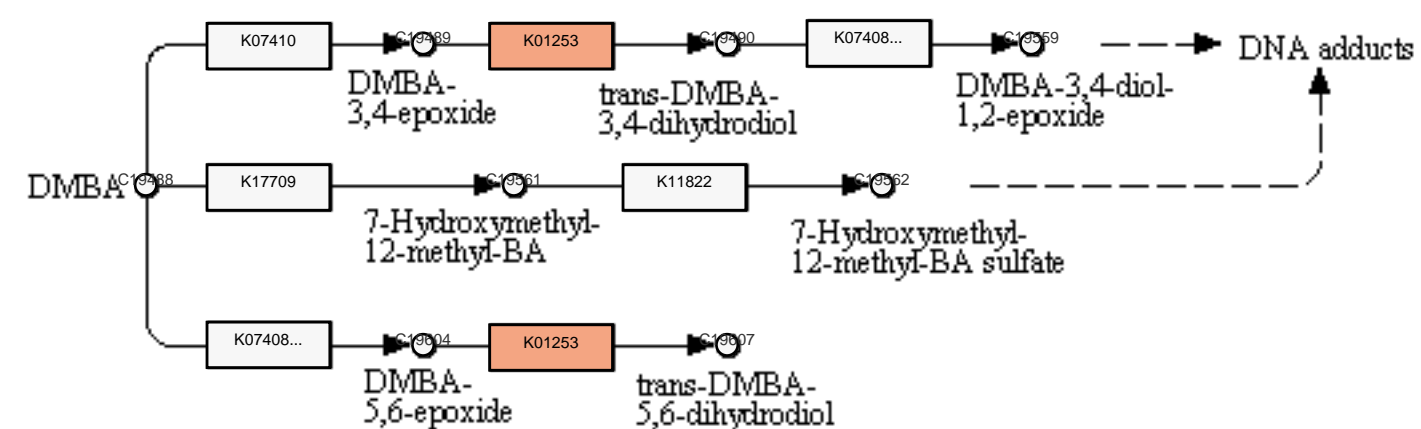 K07410
C19489
K01253
C19490
K07408...
C19559
DNA adducts
DMBA-
3,4-epoxide
trans-DMBA-
3,4-dihydrodiol
DMBA-3,4-diol-
1,2-epoxide
DMBA
C19488
K17709
C19561
K11822
C19562
7-Hydroxymethyl-
12-methyl-BA
7-Hydroxymethyl-
12-methyl-BA sulfate
K07408...
C19604
K01253
C19607
DMBA-
5,6-epoxide
trans-DMBA-
5,6-dihydrodiol